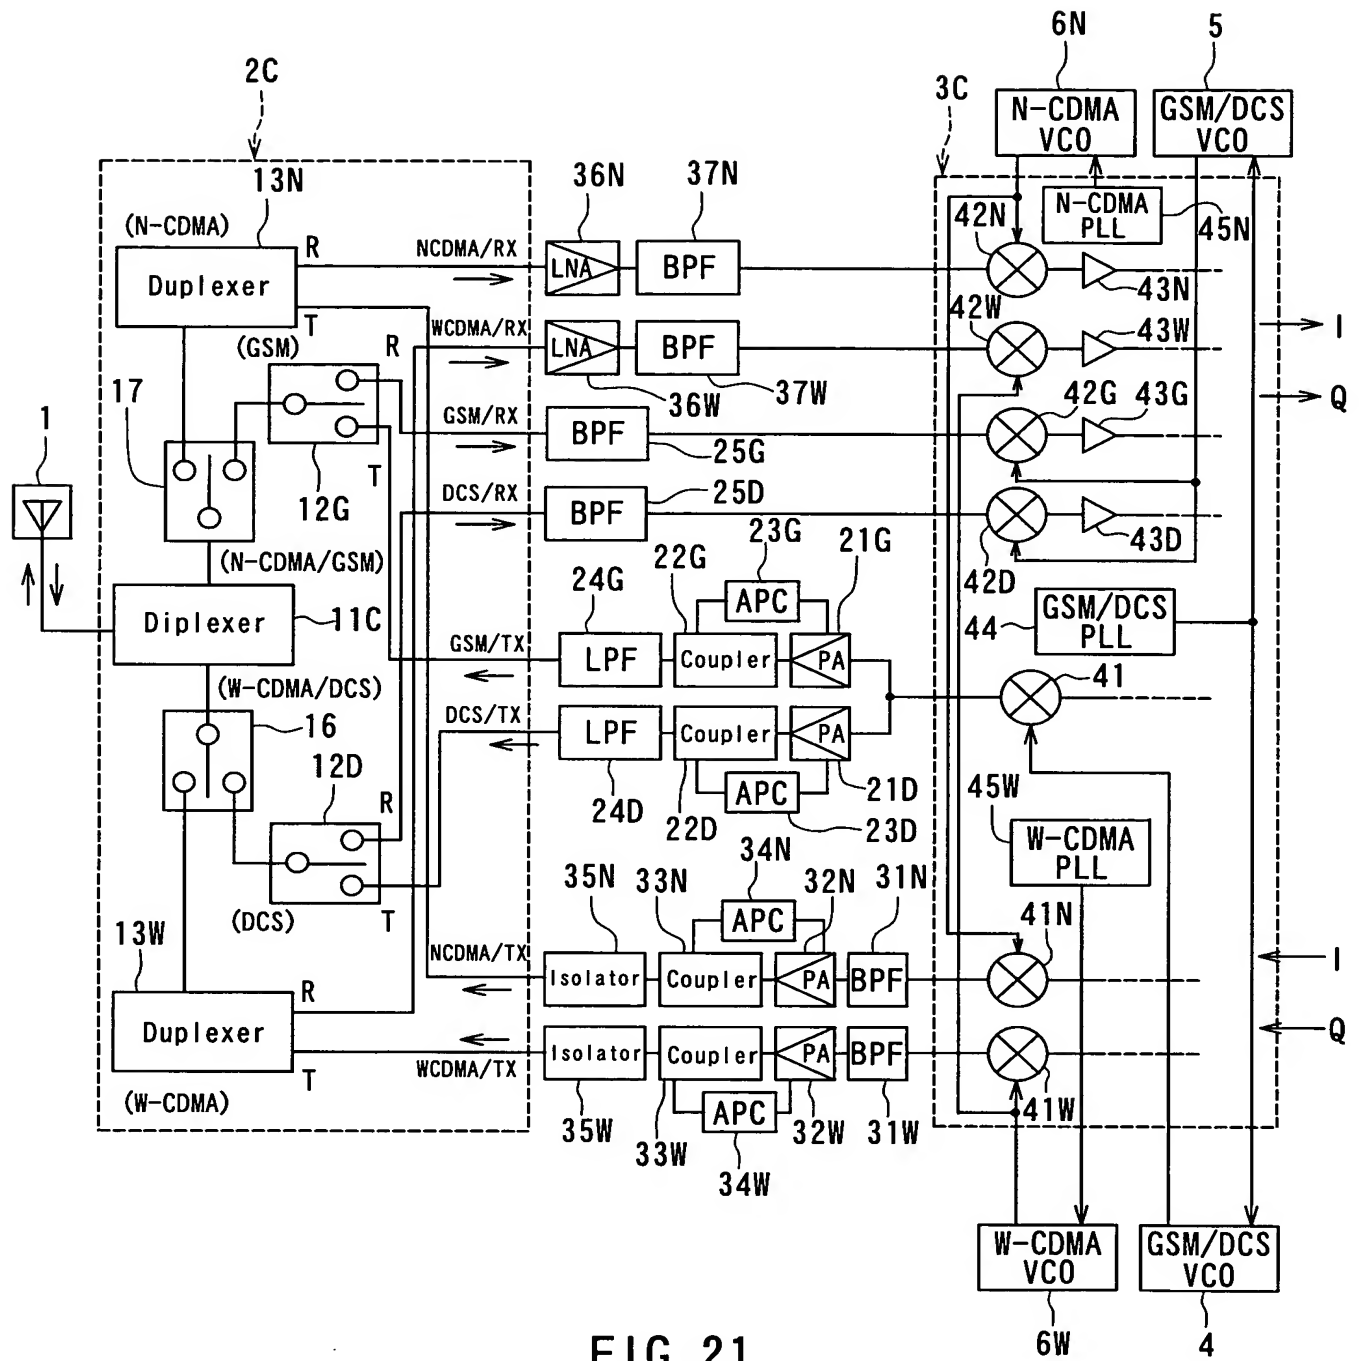 6N
5
2C
3C
N-CDMA
VCO
GSM/DCS
VCO
13N
36N
37N
(N-CDMA)
R
NCDMA/RX
42N
N-CDMA
PLL
45N
Duplexer
LNA
BPF
43N
T
(GSM)
R
WCDMA/RX
42W
43W
I
LNA
BPF
17
36W
37W
42G
43G
Q
1
GSM/RX
BPF
25G
T
12G
DCS/RX
BPF
25D
42D
43D
(N-CDMA/GSM)
22G
23G
21G
24G
APC
Diplexer
11C
GSM/TX
LPF
Coupler
PA
44
GSM/DCS
PLL
41
(W-CDMA/DCS)
16
DCS/TX
LPF
Coupler
PA
12D
R
24D
22D
APC
21D
23D
45W
W-CDMA
PLL
34N
35N
33N
APC
32N
31N
(DCS)
T
13W
NCDMA/TX
41N
Isolator
Coupler
PA
BPF
I
R
Duplexer
Isolator
Coupler
PA
BPF
Q
T
WCDMA/TX
41W
(W-CDMA)
35W
33W
APC
34W
32W
31W
W-CDMA
VCO
GSM/DCS
VCO
6W
4
FIG.21